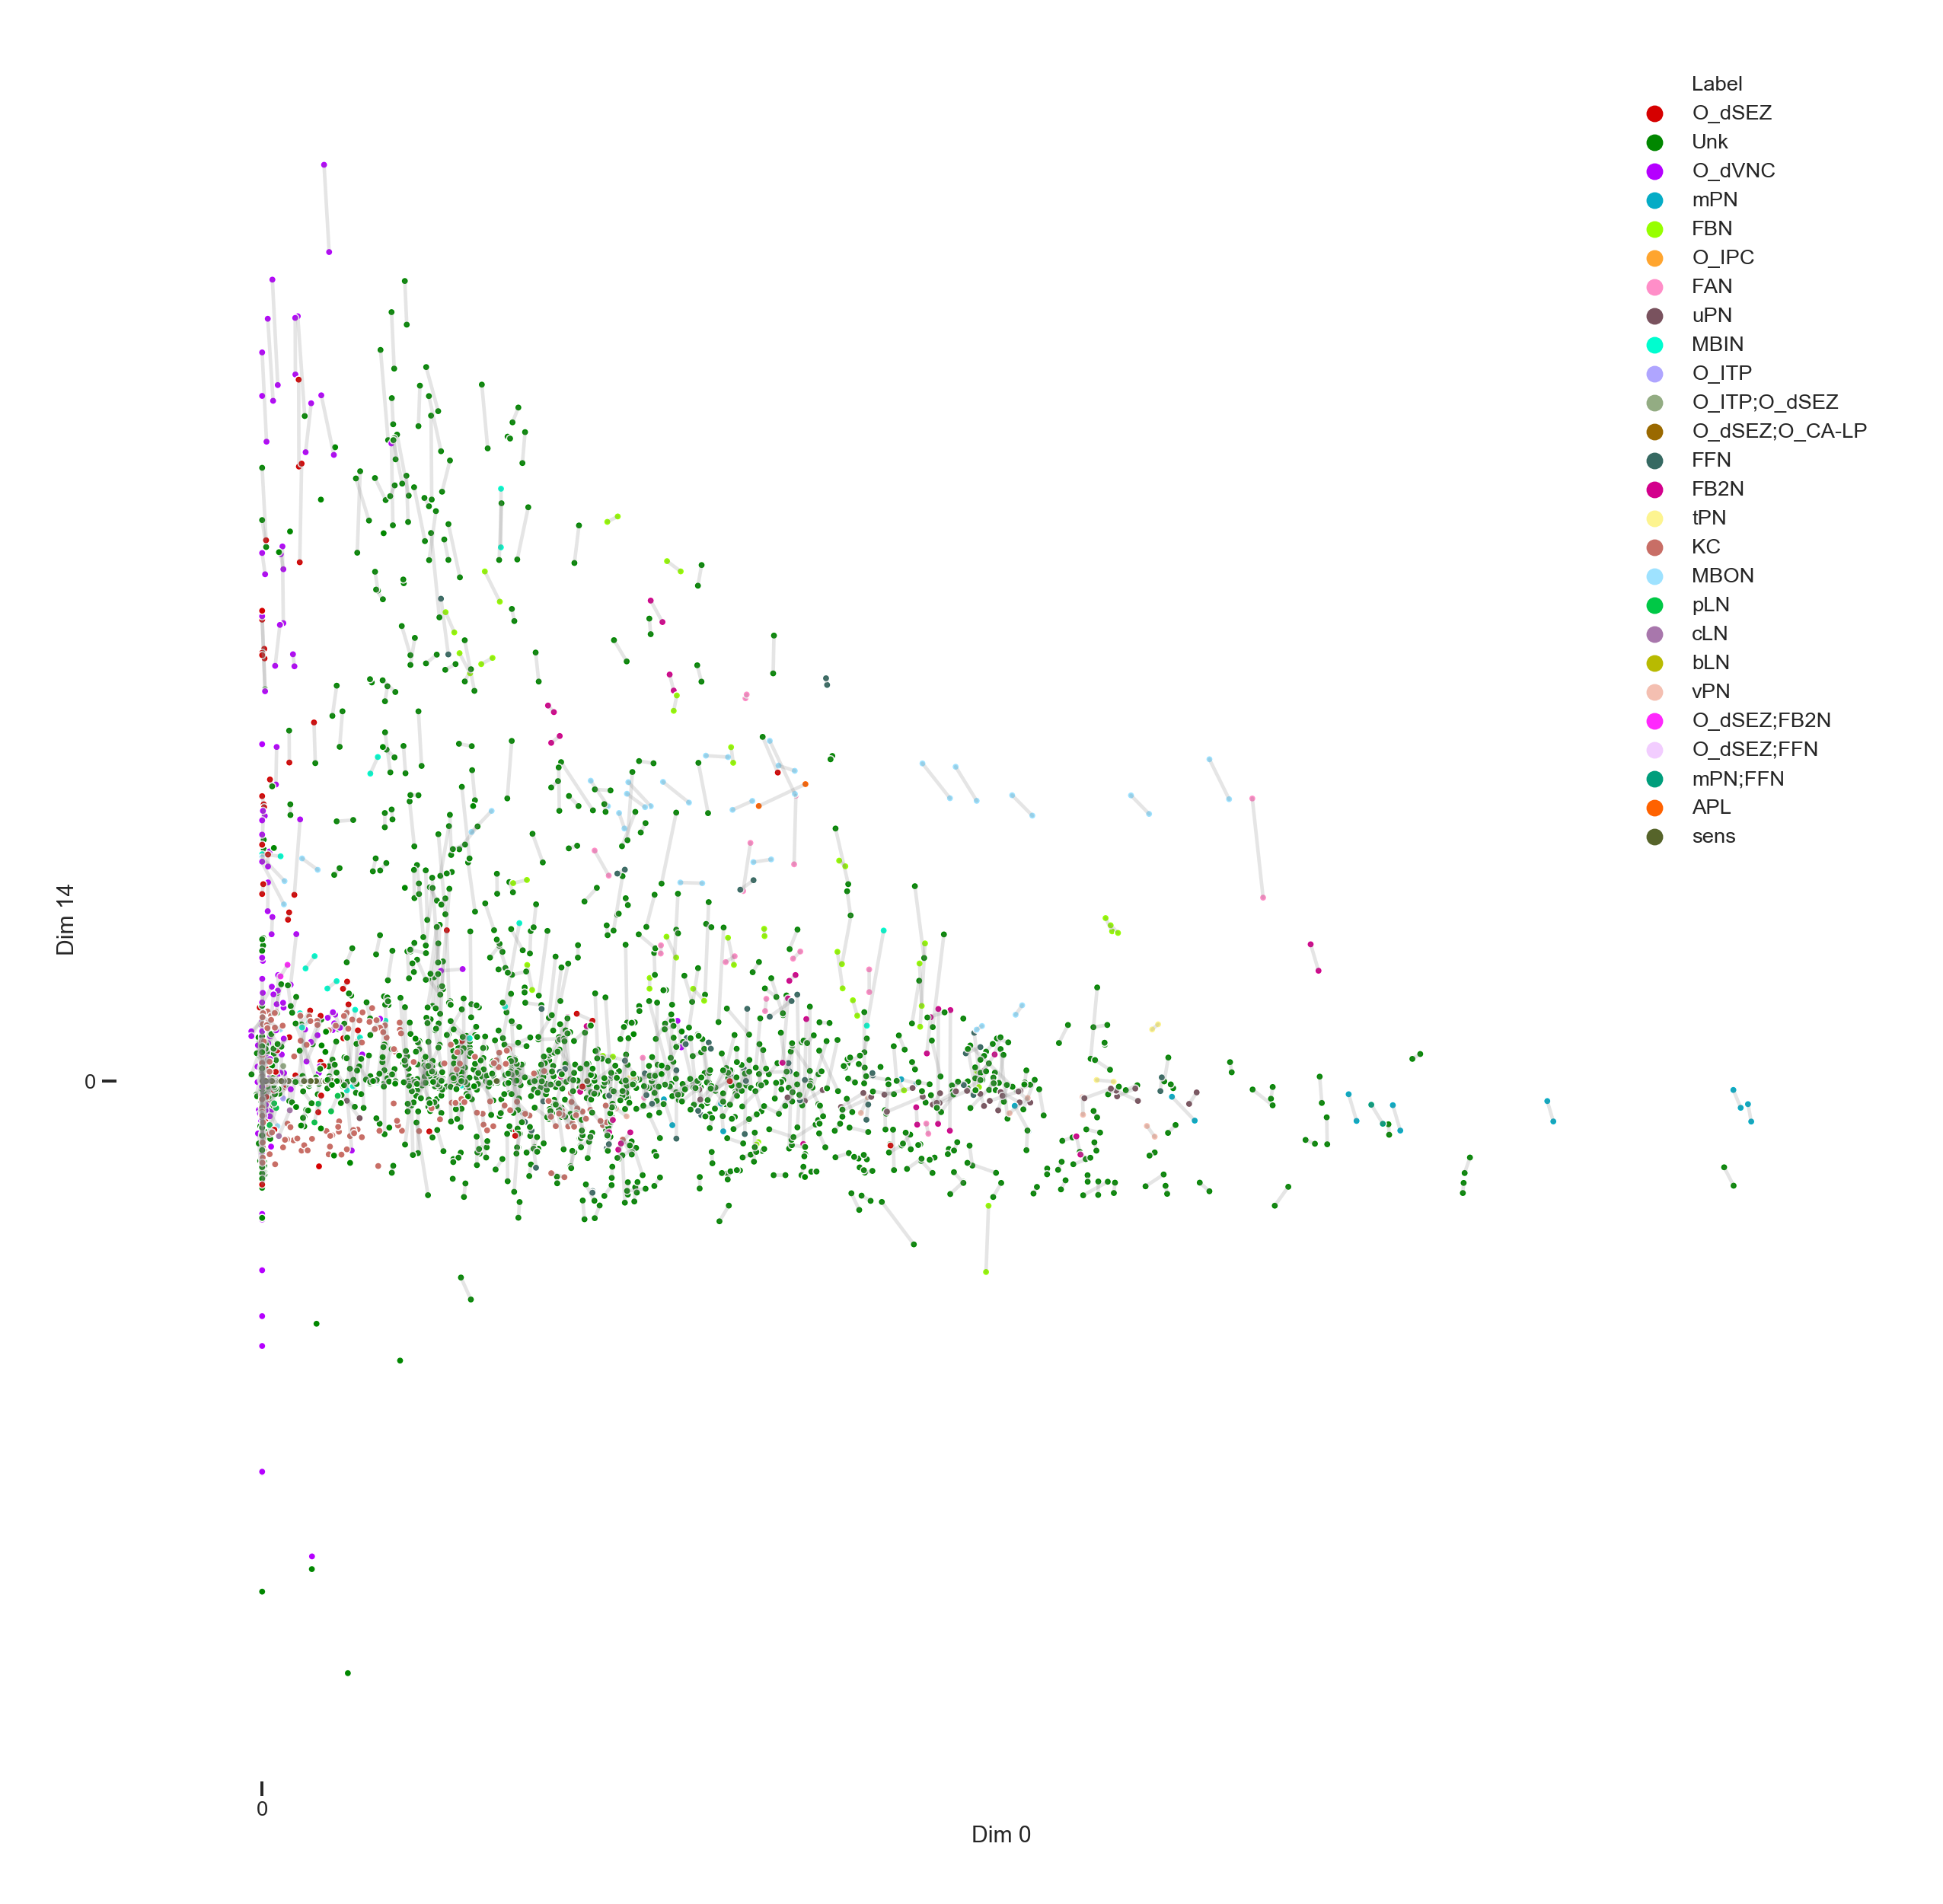 Label
O_dSEZ
Unk
O_dVNC
mPN
FBN
O_IPC
FAN
uPN
MBIN
O_ITP
O_ITP;O_dSEZ
O_dSEZ;O_CA-LP
FFN
FB2N
tPN
KC
MBON
pLN
cLN
bLN
vPN
O_dSEZ;FB2N
O_dSEZ;FFN
mPN;FFN
APL
sens
Dim 14
0
0
Dim 0